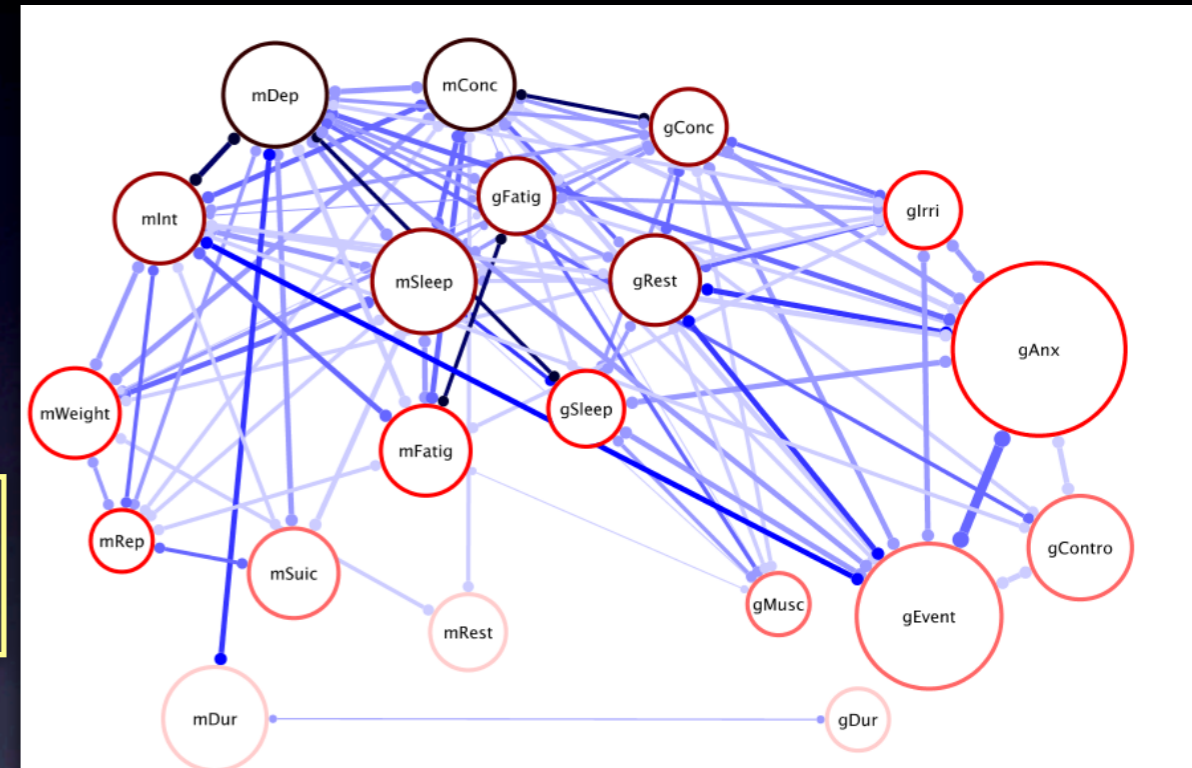 mDep
mConc
gConc
gFatig
gIrri
mInt
mSleep
gRest
gAnx
mWeight
gSleep
mFatig
mRep
mSuic
gContro
gMusc
gEvent
mRest
mDur
gDur